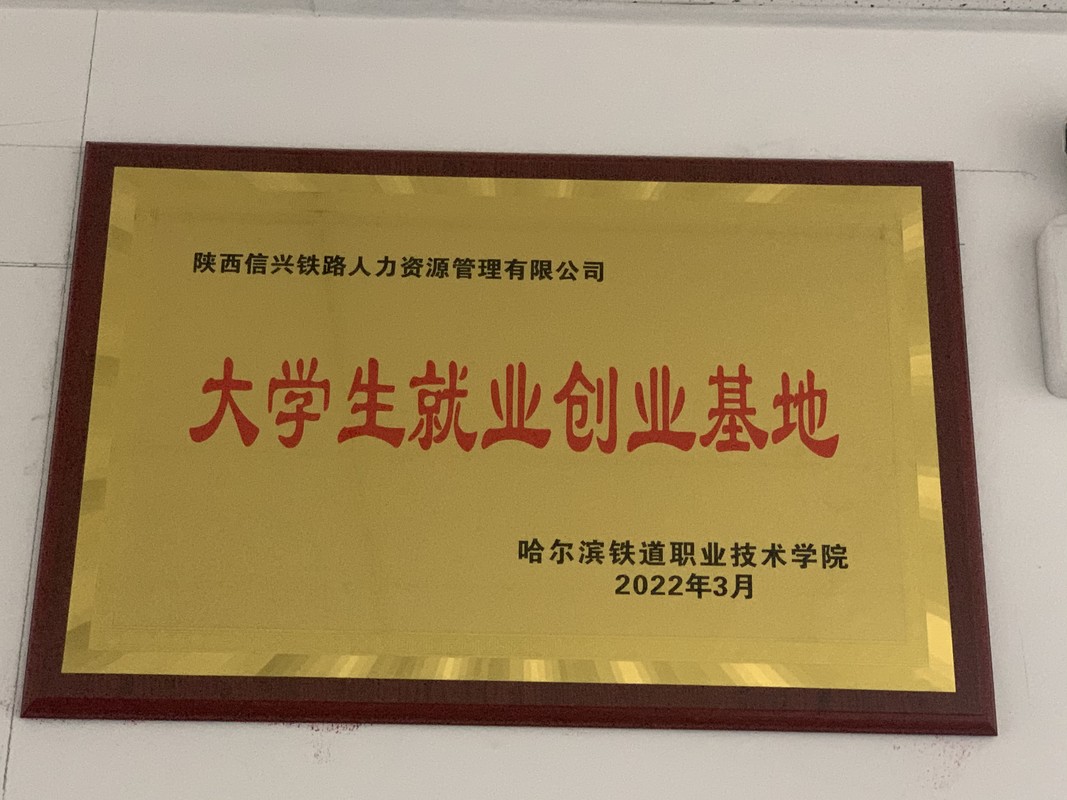 陕西信兴铁路人力资源管理有限公司
大学生就业创业基地
哈尔滨铁道职业技术学院
2022年3月